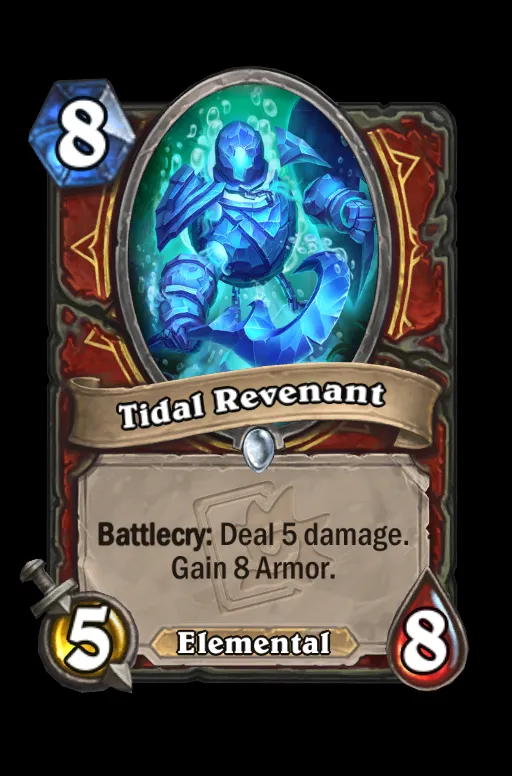 8
Tidal Revenant
Battlecry: Deal 5 damage.
Gain 8 Armor.
5
Elemental
8